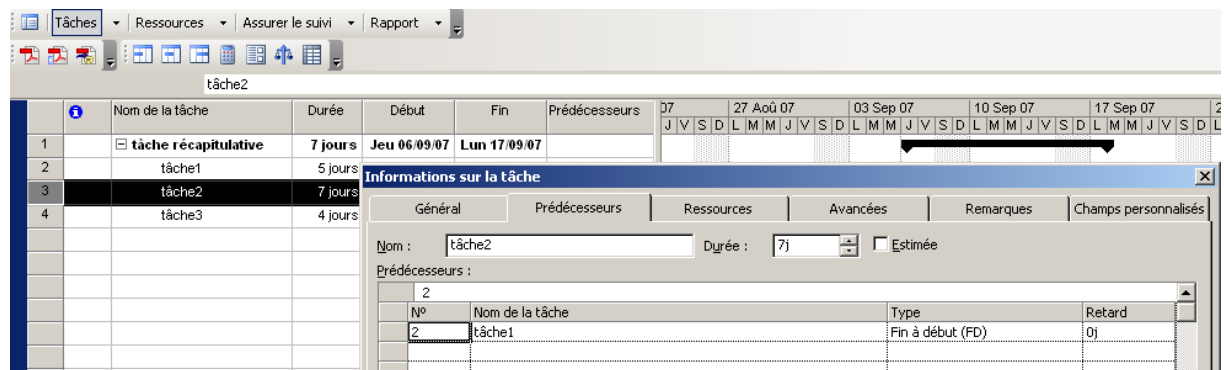 Tâches Ressources Assurer le suivi Rapport
tâche2
Nom de la tâche Durée Début Fin Prédécesseurs 07 27 Aoû 07 03 Sep 07 10 Sep 07 17 Sep 07 2
J V S D L M M J V S D L M M J V S D L M M J V S D L M M J V S D L
1 tâche récapitulative 7 jours Jeu 06/09/07 Lun 17/09/07
2 tâche1 5 jours
3 tâche2 7 jours
4 tâche3 4 jours
Informations sur la tâche
Général Prédécesseurs Ressources Avancées Remarques Champs personnalisés
Nom : tâche2 Durée : 7j Estimée
Prédécesseurs :
2
N° Nom de la tâche Type Retard
2 tâche1 Fin à début (FD) 0j